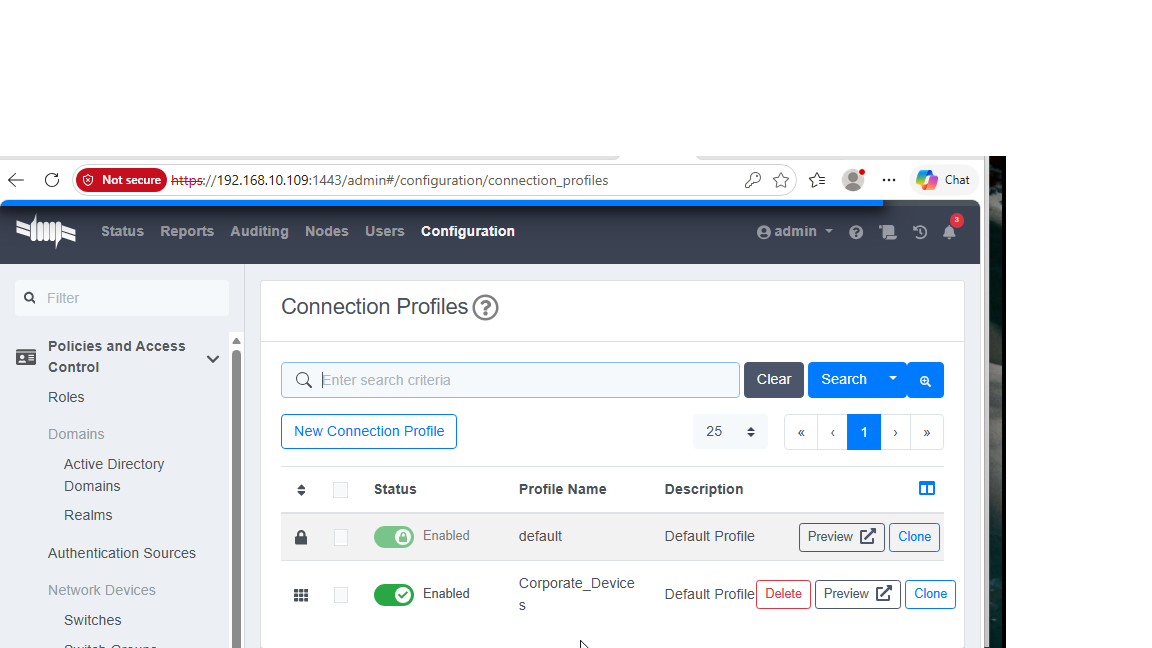 Not secure https://192.168.10.109:1443/admin#/configuration/connection_profiles Chat
Status Reports Auditing Nodes Users Configuration admin 3
Filter
Policies and Access
Control
Roles
Domains
Active Directory
Domains
Realms
Authentication Sources
Network Devices
Switches
Switch Groups
Connection Profiles
Enter search criteria Clear Search
New Connection Profile 25 « ‹ 1 › »
Status Profile Name Description
Enabled default Default Profile Preview Clone
Enabled Corporate_Device
s Default Profile Delete Preview Clone